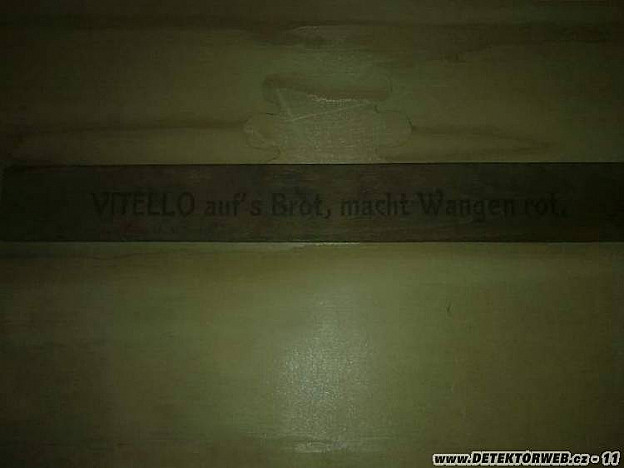 VITELLO auf's Brot, macht Wangen rot.
www.DETEKTORWEB.cz - 11